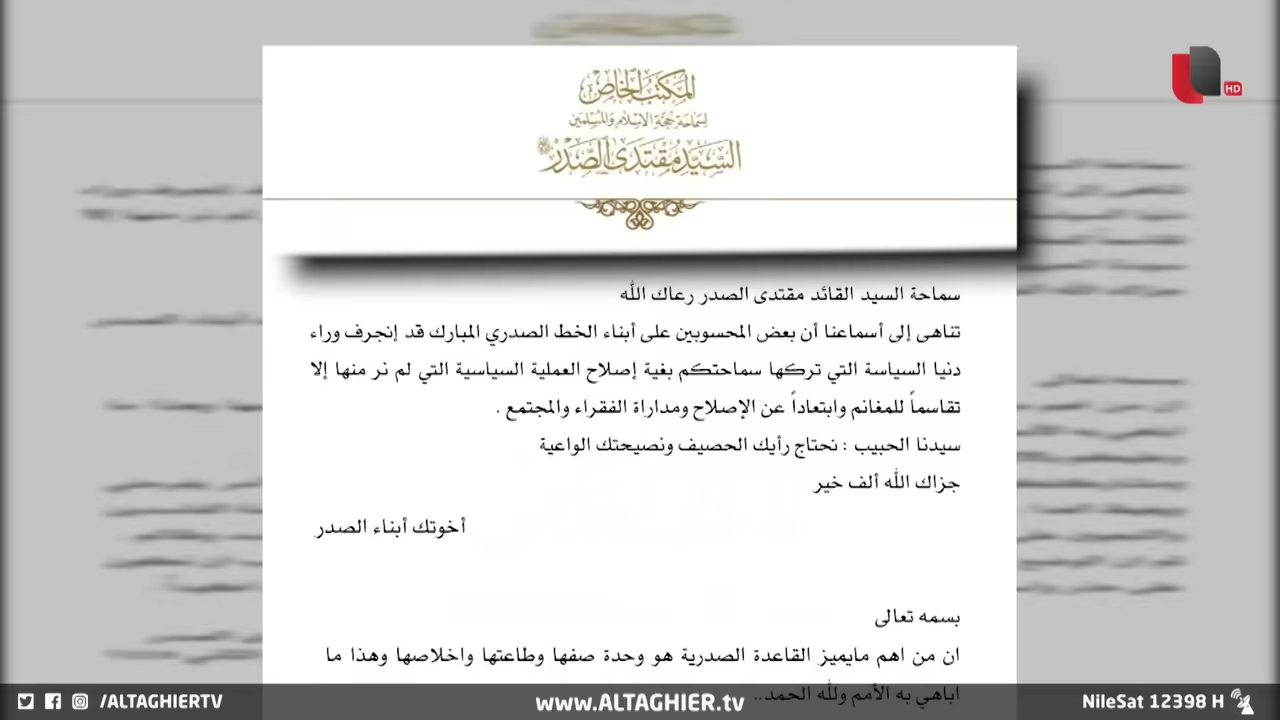 المكتب الخاص
لسماحة حجة الإسلام والمسلمين
السيد مقتدى الصدر
HD
سماحة السيد القائد مقتدى الصدر رعاك الله
تناهى إلى أسماعنا أن بعض المحسوبين على أبناء الخط الصدري المبارك قد إنجرف وراء
دنيا السياسة التي تركها سماحتكم بغية إصلاح العملية السياسية التي لم نر منها إلا
تقاسماً للمغانم وابتعاداً عن الإصلاح ومداراة الفقراء والمجتمع .
سيدنا الحبيب : نحتاج رأيك الحصيف ونصيحتك الواعية
جزاك الله ألف خير
أخوتك أبناء الصدر
بسمه تعالى
ان من اهم مايميز القاعدة الصدرية هو وحدة صفها وطاعتها واخلاصها وهذا ما
اباهي به الأمم ولله الحمد..
/ALTAGHIERTV
www.ALTAGHIER.tv
NileSat 12398 H